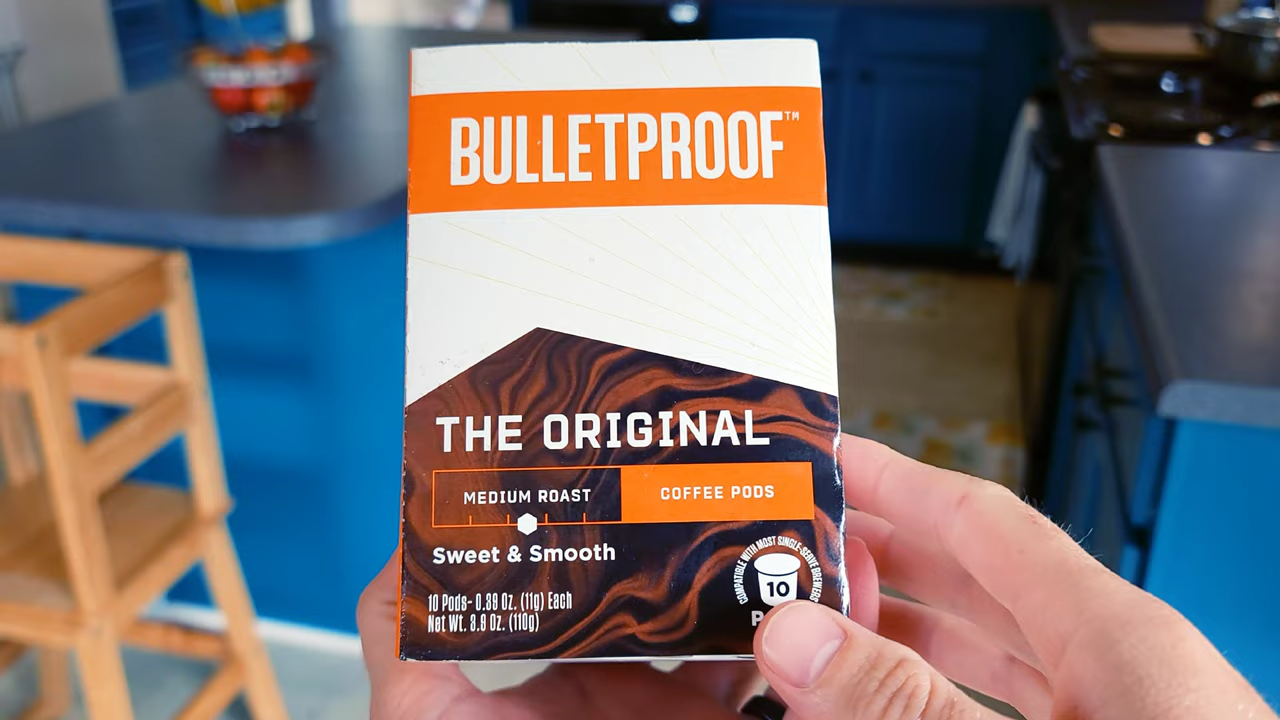 BULLETPROOF™
THE ORIGINAL
MEDIUM ROAST
COFFEE PODS
Sweet & Smooth
COMPATIBLE WITH MOST SINGLE-SERVE BREWERS
10
10 Pods- 0.39 Oz. (11g) Each
Net Wt. 3.9 Oz. (110g)